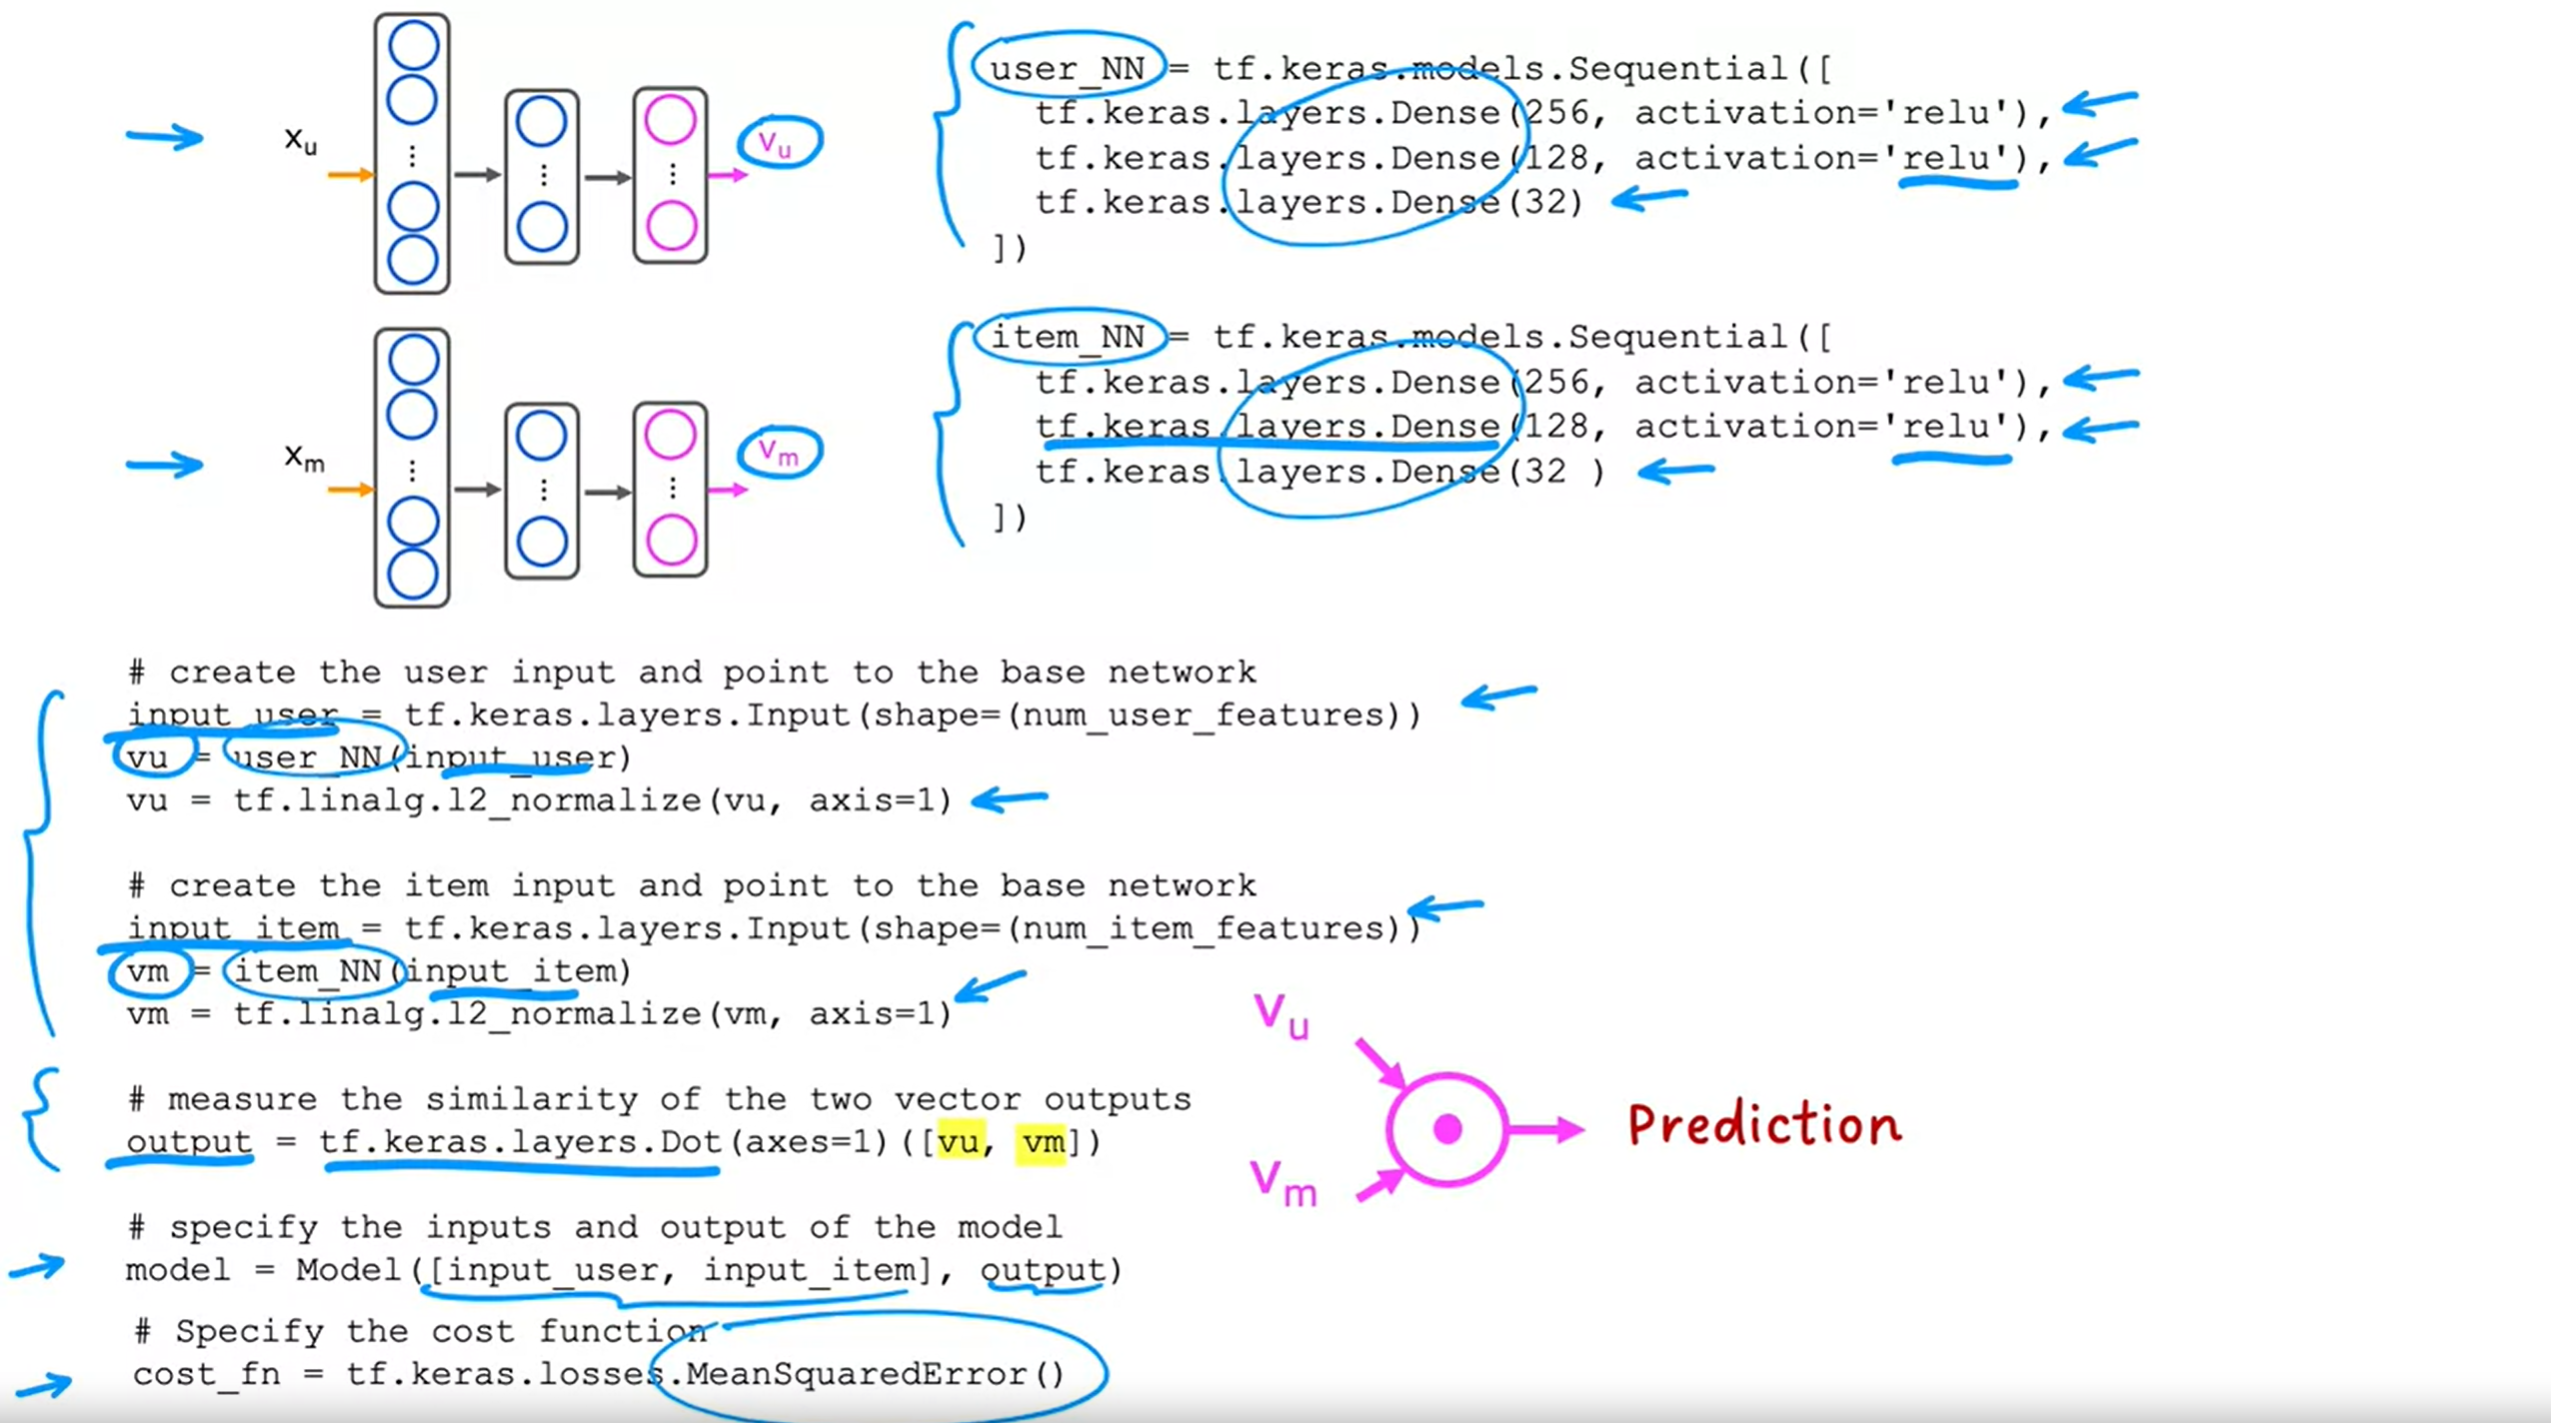 x_u
v_u
user_NN = tf.keras.models.Sequential([
tf.keras.layers.Dense(256, activation='relu'),
tf.keras.layers.Dense(128, activation='relu'),
tf.keras.layers.Dense(32)
])
x_m
v_m
item_NN = tf.keras.models.Sequential([
tf.keras.layers.Dense(256, activation='relu'),
tf.keras.layers.Dense(128, activation='relu'),
tf.keras.layers.Dense(32 )
])
# create the user input and point to the base network
input_user = tf.keras.layers.Input(shape=(num_user_features))
vu = user_NN(input_user)
vu = tf.linalg.l2_normalize(vu, axis=1)
# create the item input and point to the base network
input_item = tf.keras.layers.Input(shape=(num_item_features))
vm = item_NN(input_item)
vm = tf.linalg.l2_normalize(vm, axis=1)
# measure the similarity of the two vector outputs
output = tf.keras.layers.Dot(axes=1)([vu, vm])
# specify the inputs and output of the model
model = Model([input_user, input_item], output)
# Specify the cost function
cost_fn = tf.keras.losses.MeanSquaredError()
v_u
v_m
Prediction